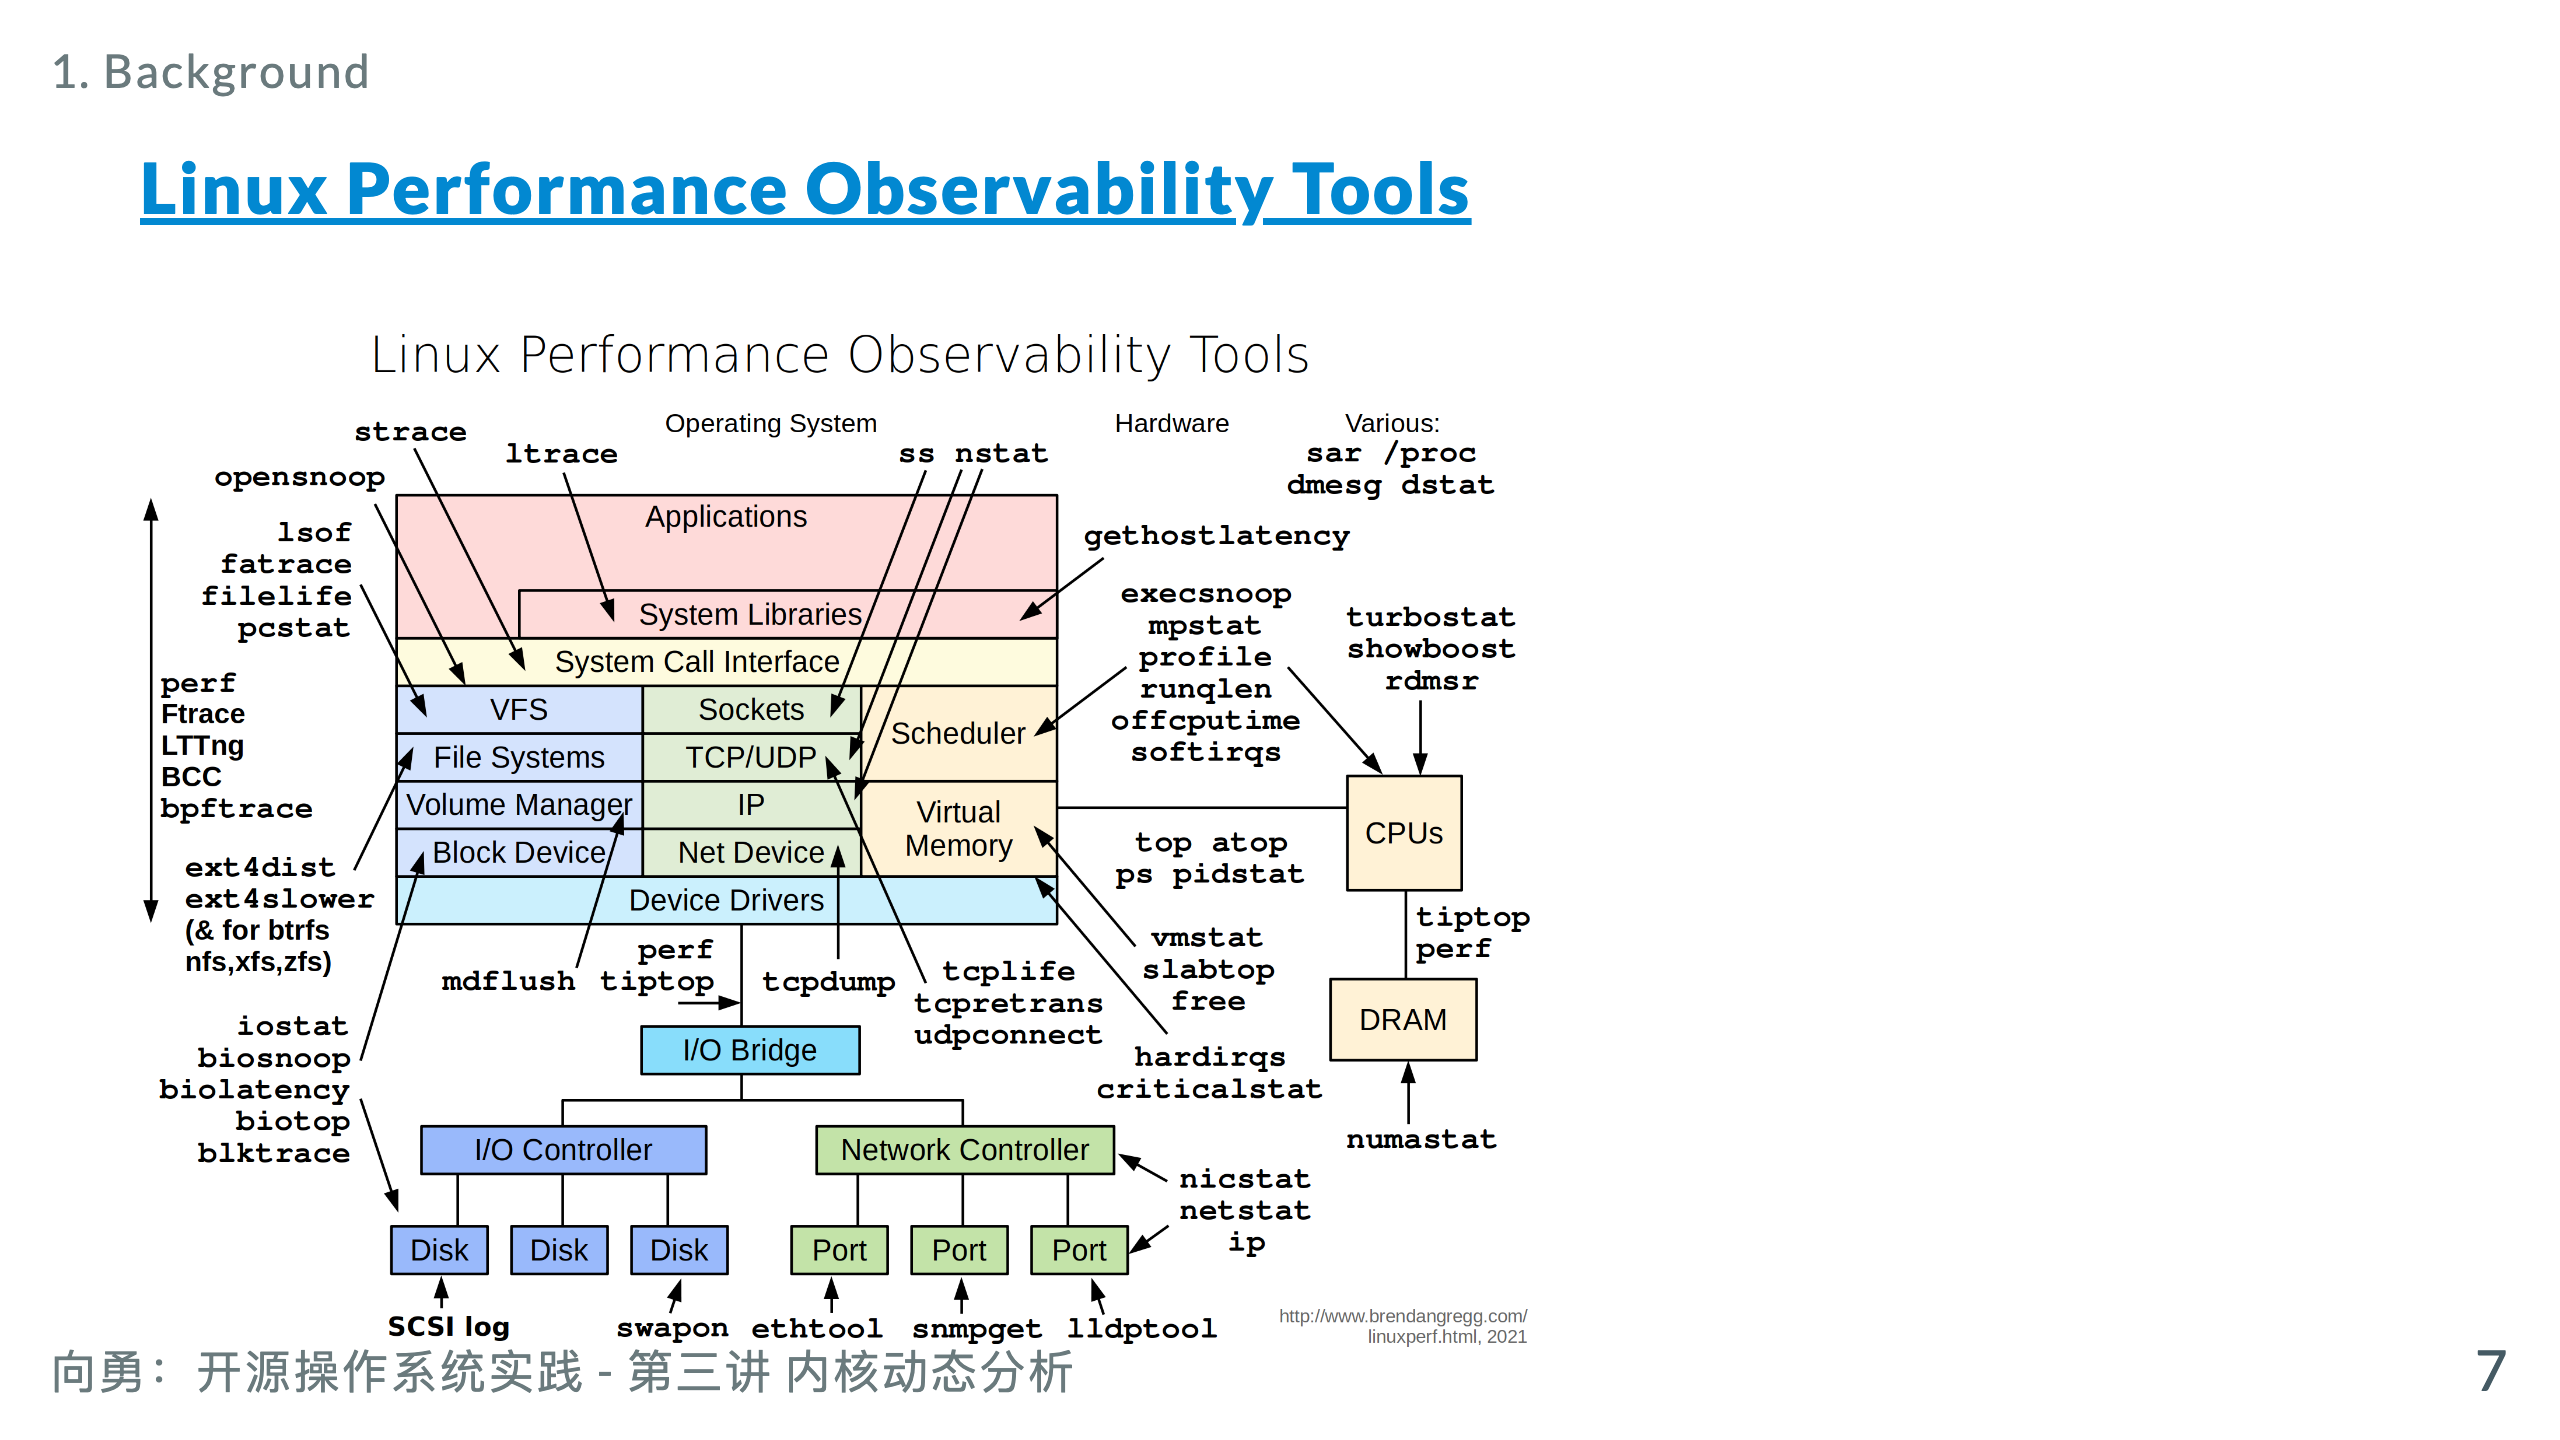 1. Background
Linux Performance Observability Tools
Linux Performance Observability Tools
Operating System
Hardware
Various:
sar /proc
dmesg dstat
strace
ltrace
ss nstat
opensnoop
lsof
fatrace
filelife
pcstat
perf
Ftrace
LTTng
BCC
bpftrace
ext4dist
ext4slower
(& for btrfs
nfs,xfs,zfs)
iostat
biosnoop
biolatency
biotop
blktrace
Applications
System Libraries
System Call Interface
VFS
Sockets
Scheduler
File Systems
TCP/UDP
Volume Manager
IP
Virtual
Memory
Block Device
Net Device
Device Drivers
gethostlatency
execsnoop
mpstat
profile
runqlen
offcputime
softirqs
turbostat
showboost
rdmsr
CPUs
top atop
ps pidstat
tiptop
perf
vmstat
slabtop
free
DRAM
hardirqs
criticalstat
numastat
mdflush
perf
tiptop
tcpdump
tcplife
tcpretrans
udpconnect
I/O Bridge
I/O Controller
Network Controller
nicstat
netstat
ip
Disk
Disk
Disk
Port
Port
Port
SCSI log
swapon
ethtool
snmpget
lldptool
http://www.brendangregg.com/
linuxperf.html, 2021
向勇：开源操作系统实践 - 第三讲 内核动态分析
7